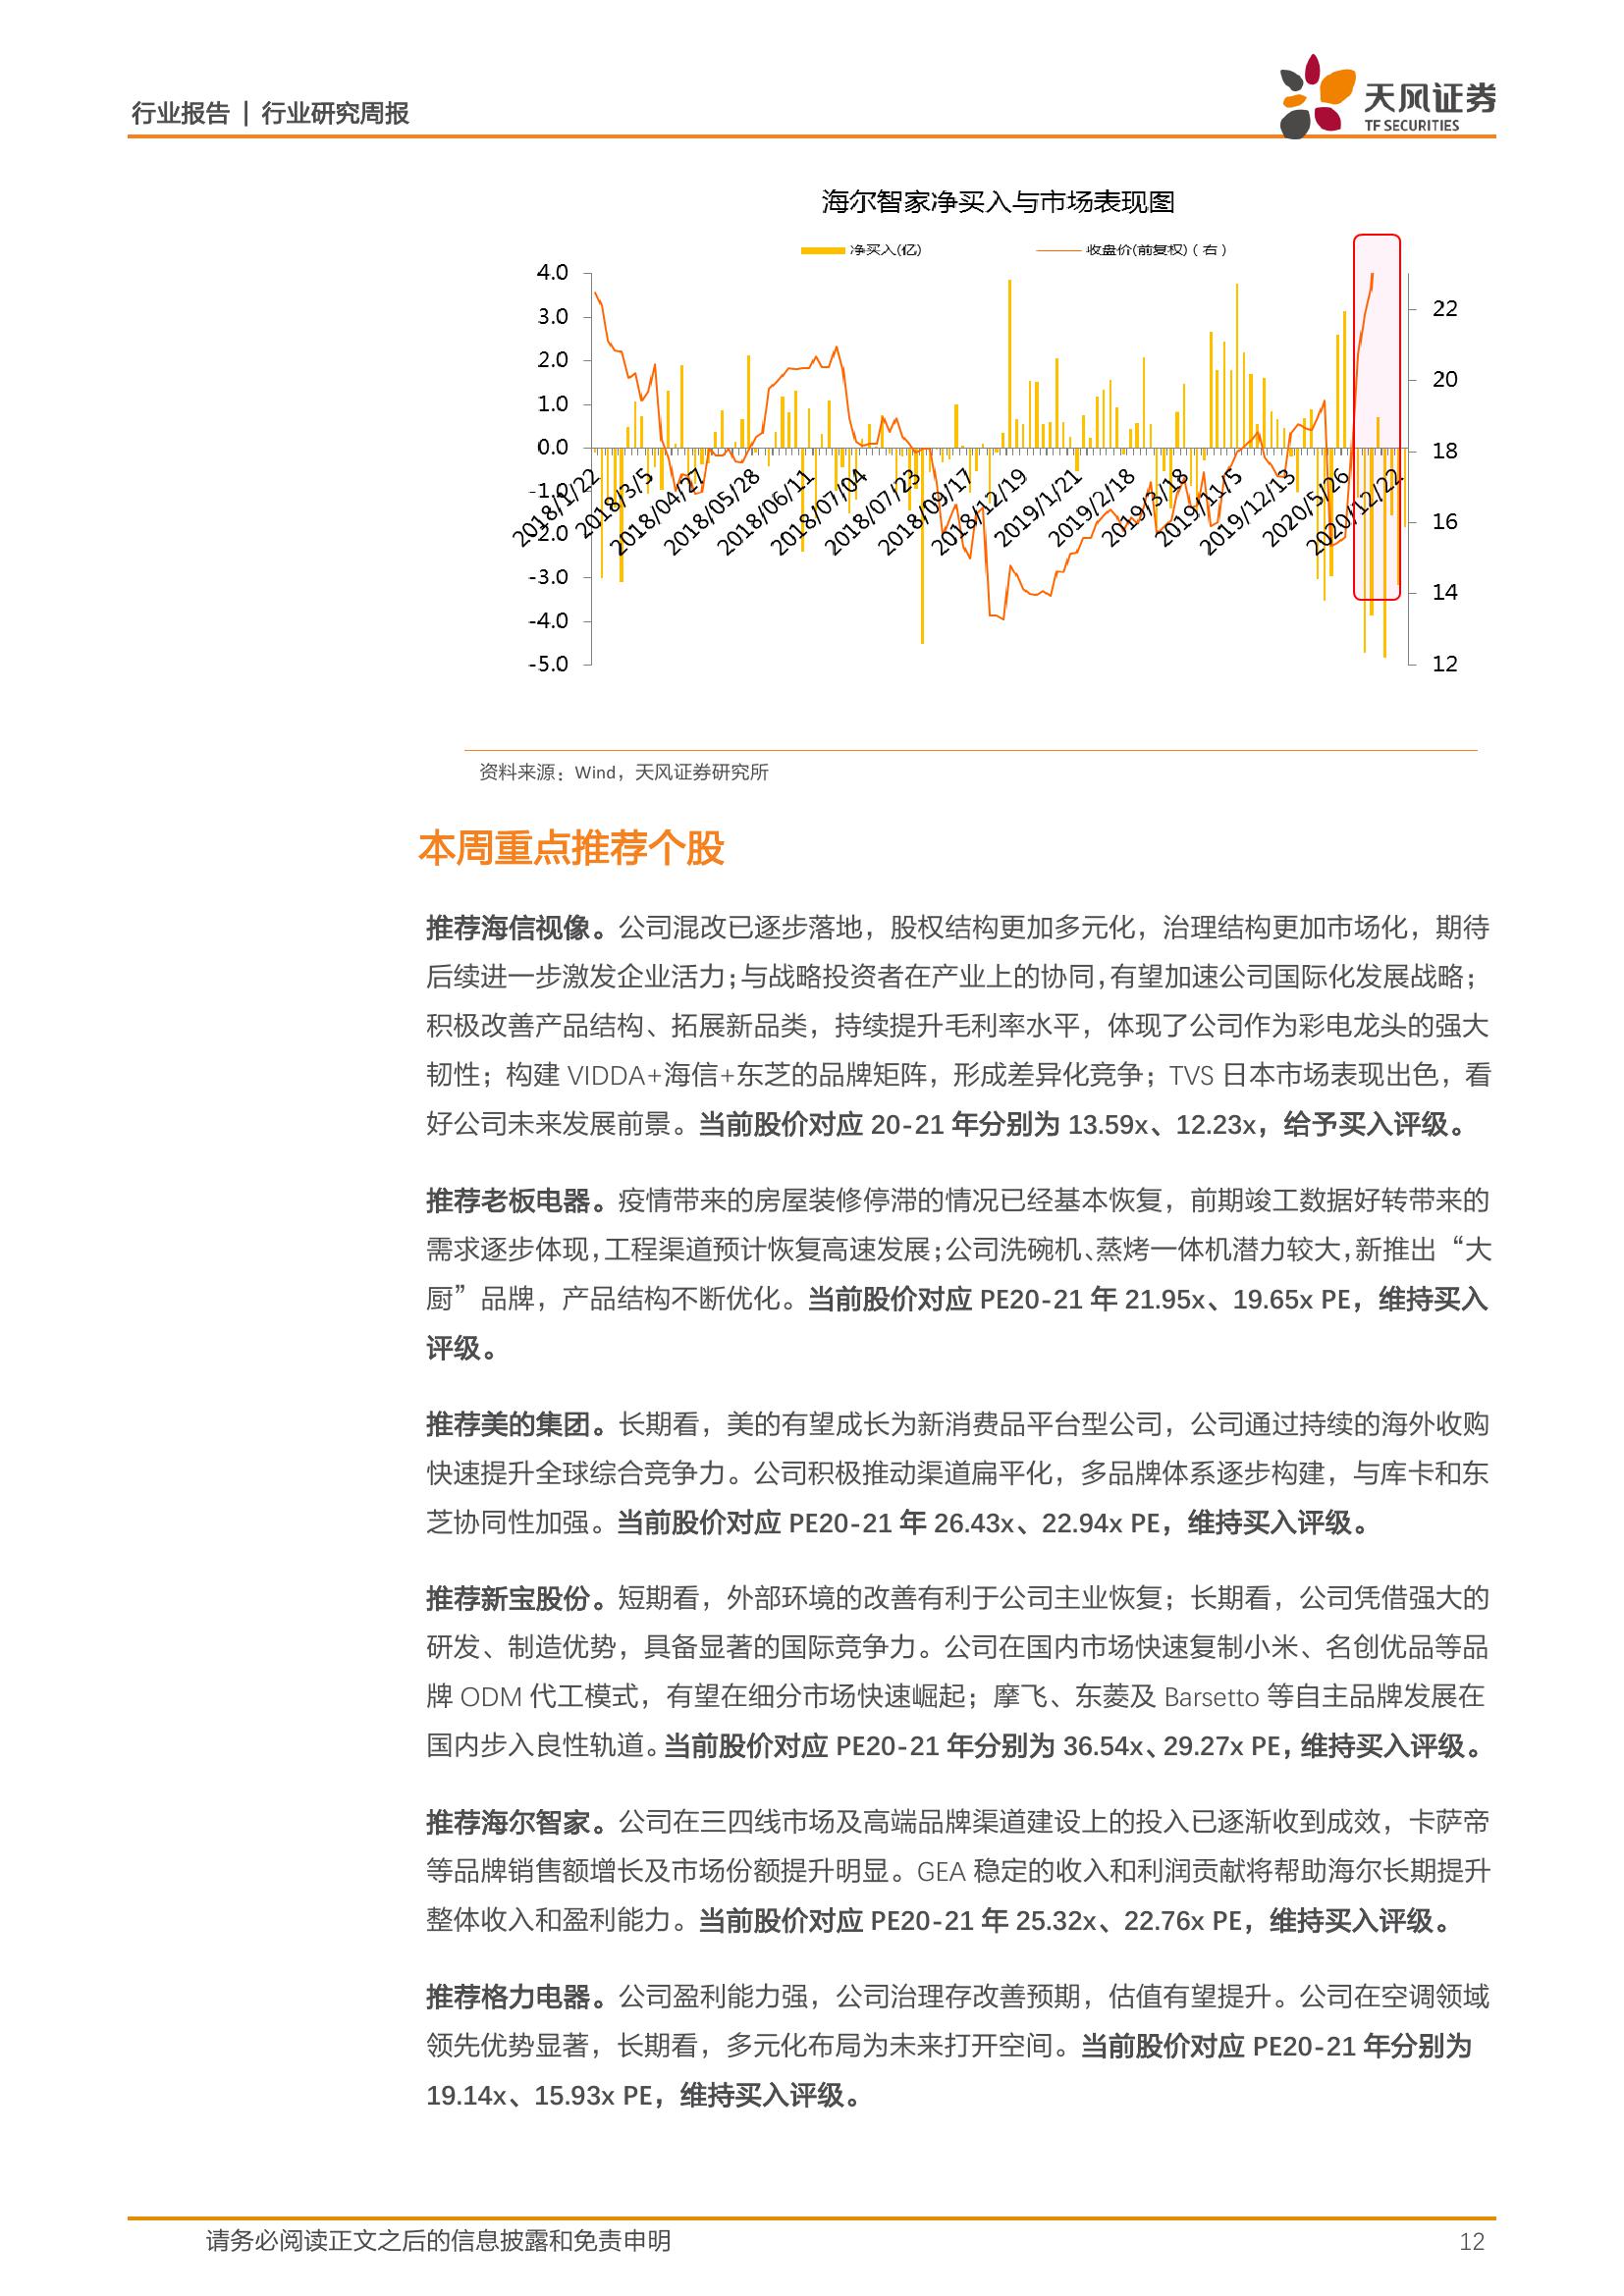 行业报告 | 行业研究周报
天风证券
TF SECURITIES
海尔智家净买入与市场表现图
净买入(亿) 收盘价(前复权)(右)
4.0
3.0
2.0
1.0
0.0
-1.0
-2.0
-3.0
-4.0
-5.0
22
20
18
16
14
12
2018/1/22
2018/3/5
2018/04/27
2018/05/28
2018/06/11
2018/07/04
2018/07/23
2018/09/17
2018/12/19
2019/1/21
2019/2/18
2019/3/18
2019/11/5
2019/12/13
2020/5/26
2020/12/22
资料来源：Wind，天风证券研究所
本周重点推荐个股
推荐海信视像。公司混改已逐步落地，股权结构更加多元化，治理结构更加市场化，期待
后续进一步激发企业活力；与战略投资者在产业上的协同，有望加速公司国际化发展战略；
积极改善产品结构、拓展新品类，持续提升毛利率水平，体现了公司作为彩电龙头的强大
韧性；构建 VIDDA+海信+东芝的品牌矩阵，形成差异化竞争；TVS 日本市场表现出色，看
好公司未来发展前景。当前股价对应 20-21 年分别为 13.59x、12.23x，给予买入评级。
推荐老板电器。疫情带来的房屋装修停滞的情况已经基本恢复，前期竣工数据好转带来的
需求逐步体现，工程渠道预计恢复高速发展；公司洗碗机、蒸烤一体机潜力较大，新推出“大
厨”品牌，产品结构不断优化。当前股价对应 PE20-21 年 21.95x、19.65x PE，维持买入
评级。
推荐美的集团。长期看，美的有望成长为新消费品平台型公司，公司通过持续的海外收购
快速提升全球综合竞争力。公司积极推动渠道扁平化，多品牌体系逐步构建，与库卡和东
芝协同性加强。当前股价对应 PE20-21 年 26.43x、22.94x PE，维持买入评级。
推荐新宝股份。短期看，外部环境的改善有利于公司主业恢复；长期看，公司凭借强大的
研发、制造优势，具备显著的国际竞争力。公司在国内市场快速复制小米、名创优品等品
牌 ODM 代工模式，有望在细分市场快速崛起；摩飞、东菱及 Barsetto 等自主品牌发展在
国内步入良性轨道。当前股价对应 PE20-21 年分别为 36.54x、29.27x PE，维持买入评级。
推荐海尔智家。公司在三四线市场及高端品牌渠道建设上的投入已逐渐收到成效，卡萨帝
等品牌销售额增长及市场份额提升明显。GEA 稳定的收入和利润贡献将帮助海尔长期提升
整体收入和盈利能力。当前股价对应 PE20-21 年 25.32x、22.76x PE，维持买入评级。
推荐格力电器。公司盈利能力强，公司治理存改善预期，估值有望提升。公司在空调领域
领先优势显著，长期看，多元化布局为未来打开空间。当前股价对应 PE20-21 年分别为
19.14x、15.93x PE，维持买入评级。
请务必阅读正文之后的信息披露和免责申明 12